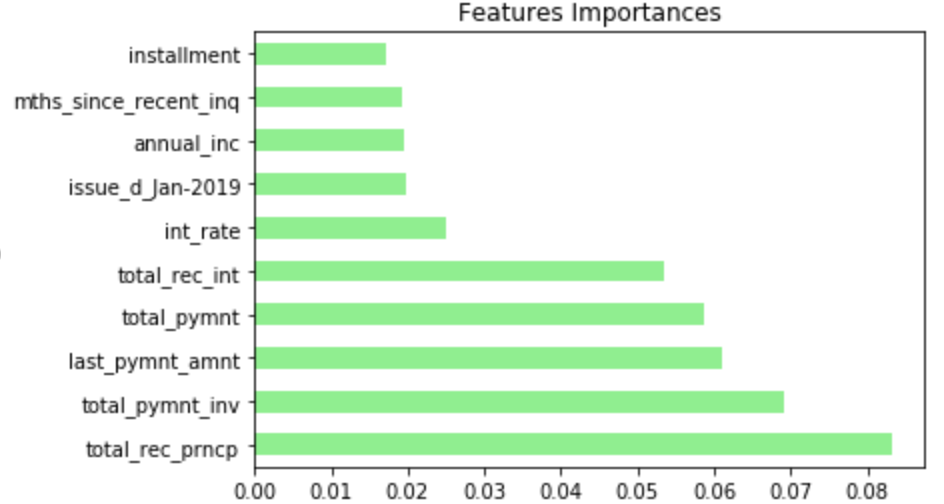 Features Importances
installment
mths_since_recent_inq
annual_inc
issue_d_Jan-2019
int_rate
total_rec_int
total_pymnt
last_pymnt_amnt
total_pymnt_inv
total_rec_prncp
0.00 0.01 0.02 0.03 0.04 0.05 0.06 0.07 0.08